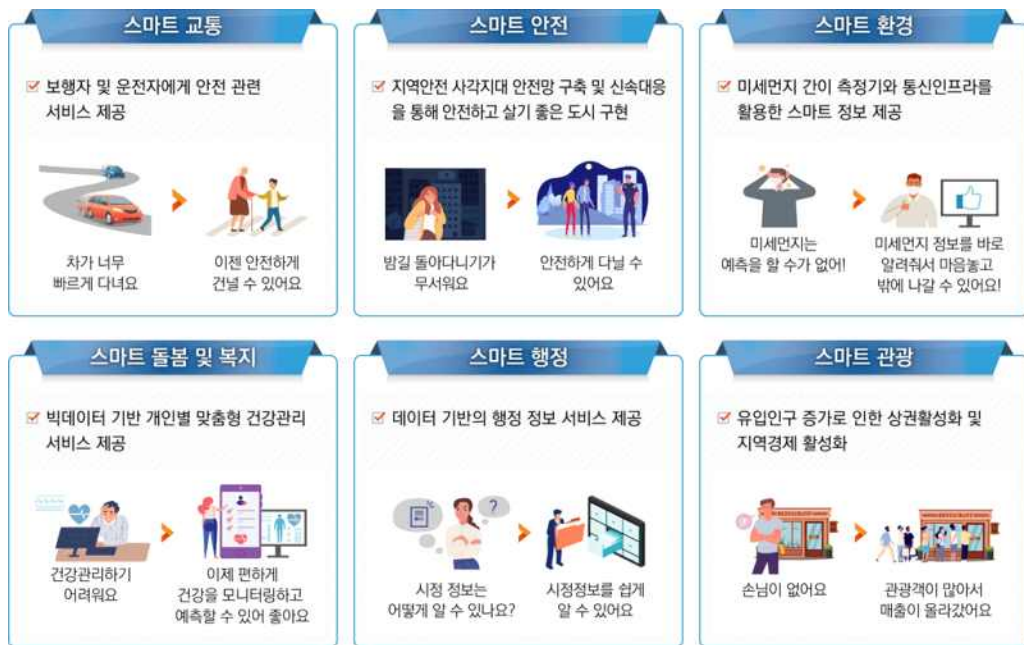 스마트 교통
보행자 및 운전자에게 안전 관련
서비스 제공
차가 너무
빠르게 다녀요
이젠 안전하게
건널 수 있어요
스마트 안전
지역안전 사각지대 안전망 구축 및 신속대응
을 통해 안전하고 살기 좋은 도시 구현
밤길 돌아다니기가
무서워요
안전하게 다닐 수
있어요
스마트 환경
미세먼지 간이 측정기와 통신인프라를
활용한 스마트 정보 제공
미세먼지는
예측을 할 수가 없어!
미세먼지 정보를 바로
알려줘서 마음놓고
밖에 나갈 수 있어요!
스마트 돌봄 및 복지
빅데이터 기반 개인별 맞춤형 건강관리
서비스 제공
건강관리하기
어려워요
이제 편하게
건강을 모니터링하고
예측할 수 있어 좋아요
스마트 행정
데이터 기반의 행정 정보 서비스 제공
?
시정 정보는
어떻게 알 수 있나요?
시정정보를 쉽게
알 수 있어요
스마트 관광
유입인구 증가로 인한 상권활성화 및
지역경제 활성화
손님이 없어요
관광객이 많아서
매출이 올라갔어요